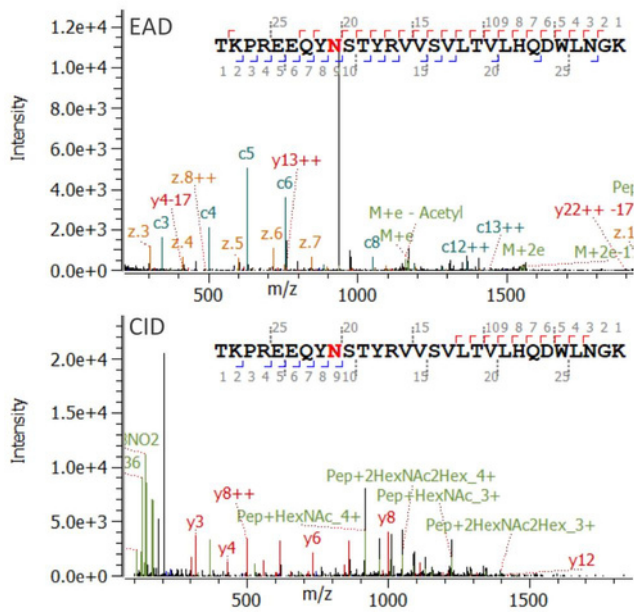 EAD
25 20 15 10 9 8 7 6 5 4 3 2 1
TKPREEQYNSTYRVVSVLTVLHQDWLNGK
1 2 3 4 5 6 7 8 9 10 15 20 25
Intensity
1.2e+4
1.0e+4
8.0e+3
6.0e+3
4.0e+3
2.0e+3
0.0e+0
z.3
y4-17
c3
z.8++
z.4
c4
z.5
c5
z.6
c6
y13++
z.7
c8
M+e - Acetyl
M+e
c12++
c13++
M+2e
Pep
y22++ -17
z.1
M+2e-1
500 1000 1500
m/z
CID
25 20 15 10 9 8 7 6 5 4 3 2 1
TKPREEQYNSTYRVVSVLTVLHQDWLNGK
1 2 3 4 5 6 7 8 9 10 15 20 25
Intensity
2.0e+4
1.5e+4
1.0e+4
5.0e+3
0.0e+0
3NO2
36
y3
y4
y8++
Pep+HexNAc_4+
y6
y8
Pep+2HexNAc2Hex_4+
Pep+HexNAc_3+
Pep+2HexNAc2Hex_3+
y12
500 1000 1500
m/z